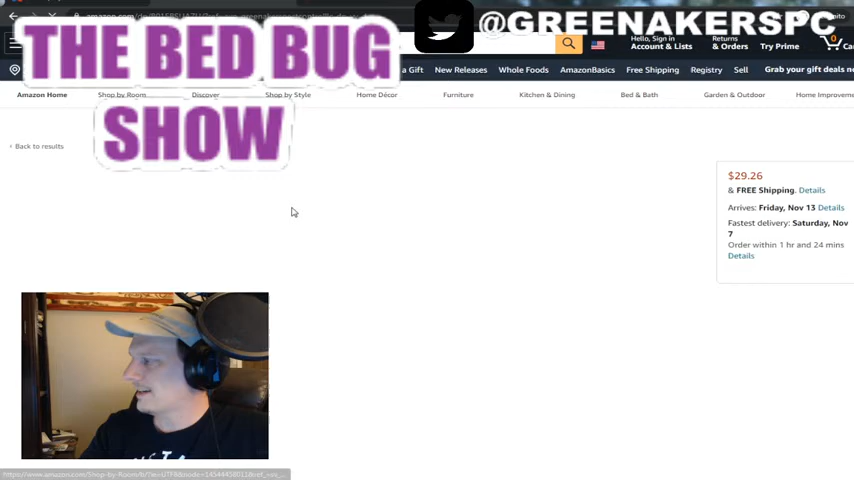 THE BED BUG
SHOW
@GREENAKERSPC
Hello, Sign in
Account & Lists
Returns
& Orders
Try Prime
0
a Gift
New Releases
Whole Foods
AmazonBasics
Free Shipping
Registry
Sell
Grab your gift deals
Amazon Home
Shop by Room
Discover
Shop by Style
Home Décor
Furniture
Kitchen & Dining
Bed & Bath
Garden & Outdoor
Home Improveme
‹ Back to results
$29.26
& FREE Shipping. Details
Arrives: Friday, Nov 13 Details
Fastest delivery: Saturday, Nov
7
Order within 1 hr and 24 mins
Details